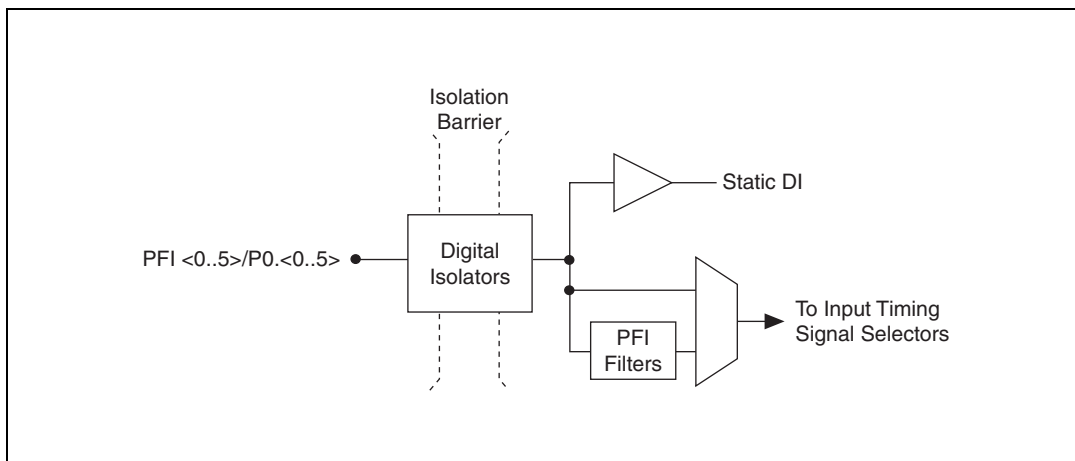 Isolation
Barrier
Static DI
PFI <0..5>/P0.<0..5>
Digital
Isolators
To Input Timing
Signal Selectors
PFI
Filters